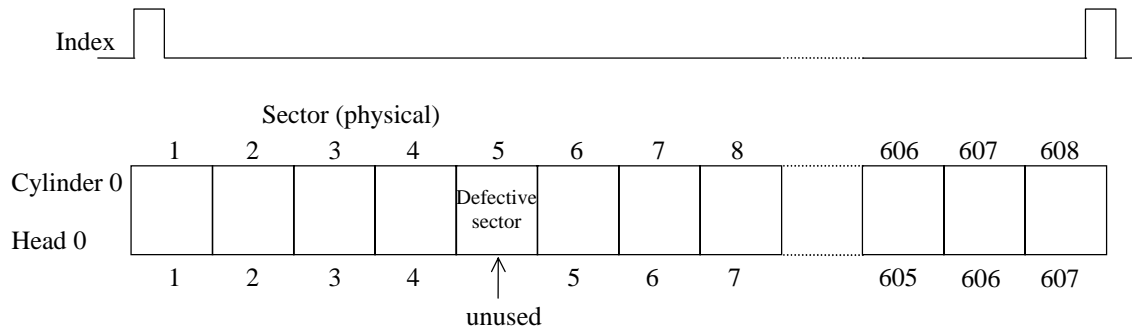 Index
Sector (physical)
1 2 3 4 5 6 7 8 606 607 608
Cylinder 0
Defective
sector
Head 0
1 2 3 4 5 6 7 605 606 607
unused